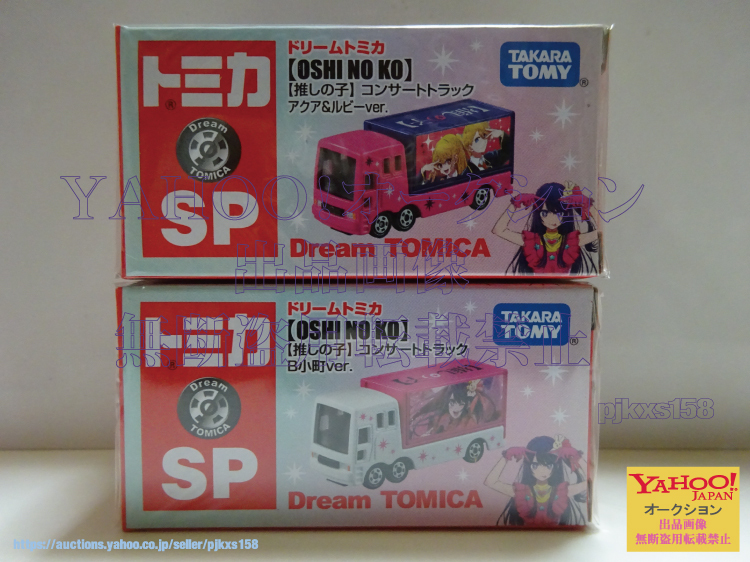 トミカ
Dream
TOMICA
SP
ドリームトミカ
【OSHI NO KO】
【推しの子】コンサートトラック
アクア&ルビーver.
Dream TOMICA
TAKARA
TOMY
YAHOO!オークション
出品画像
無断盗用転載禁止
トミカ
Dream
TOMICA
SP
ドリームトミカ
【OSHI NO KO】
【推しの子】コンサートトラック
B小町ver.
Dream TOMICA
TAKARA
TOMY
pjkxs158
YAHOO!
JAPAN
オークション
出品画像
無断盗用転載禁止
https://auctions.yahoo.co.jp/seller/pjkxs158